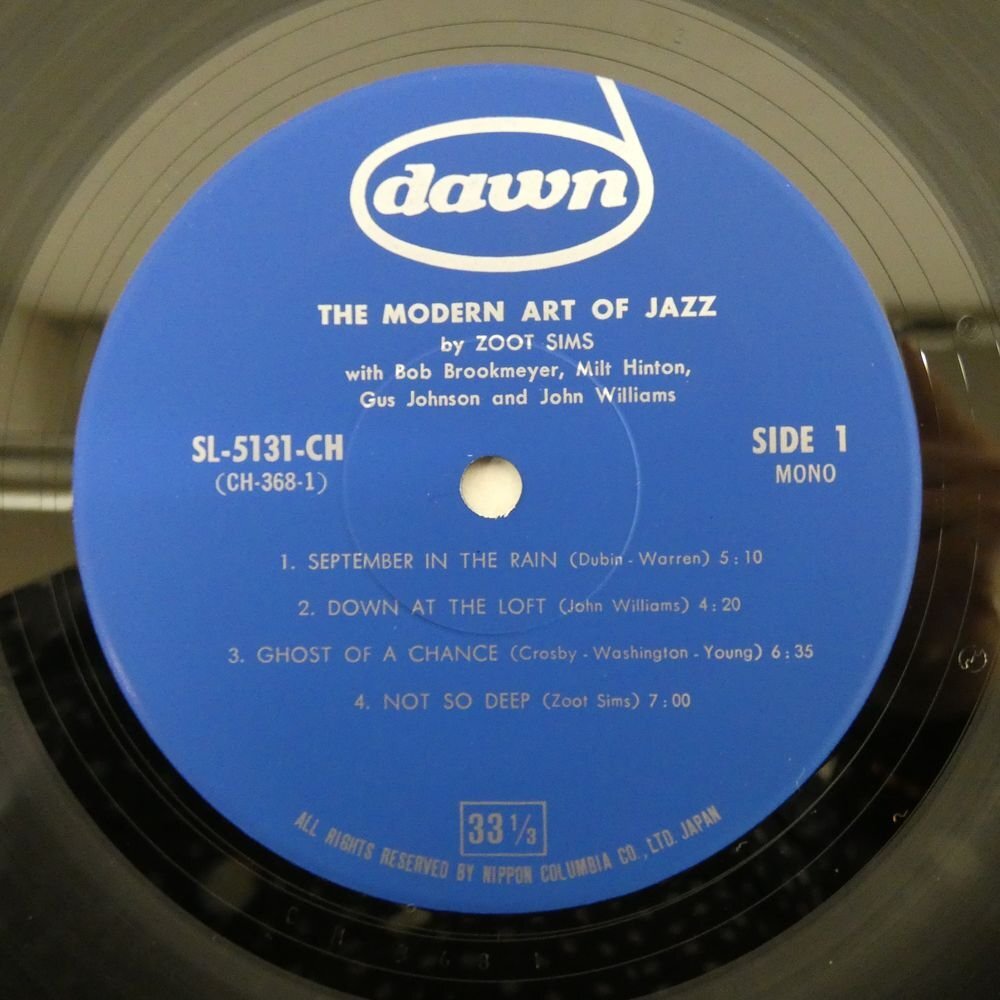 dawn
THE MODERN ART OF JAZZ
by ZOOT SIMS
with Bob Brookmeyer, Milt Hinton,
Gus Johnson and John Williams
SL-5131-CH
(CH-368-1)
SIDE 1
MONO
1. SEPTEMBER IN THE RAIN (Dubin - Warren) 5:10
2. DOWN AT THE LOFT (John Williams) 4:20
3. GHOST OF A CHANCE (Crosby - Washington - Young) 6:35
4. NOT SO DEEP (Zoot Sims) 7:00
33 1/3
ALL RIGHTS RESERVED BY NIPPON COLUMBIA CO., LTD. JAPAN